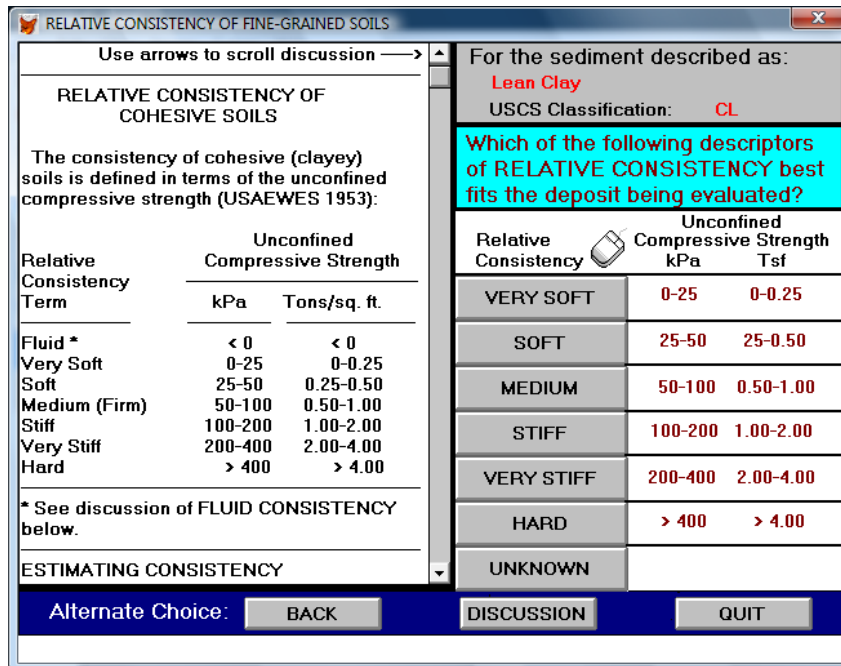 RELATIVE CONSISTENCY OF FINE-GRAINED SOILS
Use arrows to scroll discussion —>
RELATIVE CONSISTENCY OF
COHESIVE SOILS
The consistency of cohesive (clayey)
soils is defined in terms of the unconfined
compressive strength (USAEWES 1953):
Unconfined
Relative Compressive Strength
Consistency
Term kPa Tons/sq. ft.
Fluid * < 0 < 0
Very Soft 0-25 0-0.25
Soft 25-50 0.25-0.50
Medium (Firm) 50-100 0.50-1.00
Stiff 100-200 1.00-2.00
Very Stiff 200-400 2.00-4.00
Hard > 400 > 4.00
* See discussion of FLUID CONSISTENCY
below.
ESTIMATING CONSISTENCY
For the sediment described as:
Lean Clay
USCS Classification: CL
Which of the following descriptors
of RELATIVE CONSISTENCY best
fits the deposit being evaluated?
Unconfined
Relative Compressive Strength
Consistency kPa Tsf
VERY SOFT 0-25 0-0.25
SOFT 25-50 25-0.50
MEDIUM 50-100 0.50-1.00
STIFF 100-200 1.00-2.00
VERY STIFF 200-400 2.00-4.00
HARD > 400 > 4.00
UNKNOWN
Alternate Choice: BACK DISCUSSION QUIT